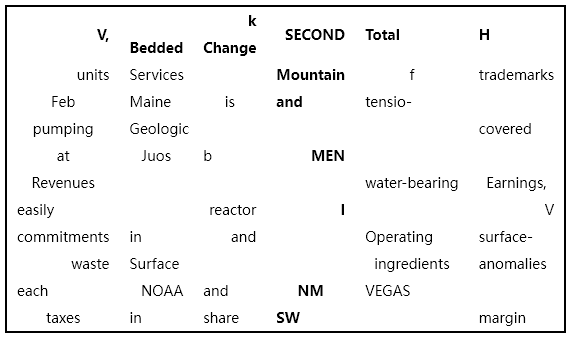 V, Bedded k Change SECOND Total H
units Services Mountain f trademarks
Feb Maine is and tensio-
pumping Geologic covered
at Juos b MEN
Revenues water-bearing Earnings,
easily reactor I V
commitments in and Operating surface-
waste Surface ingredients anomalies
each NOAA and NM VEGAS
taxes in share SW margin